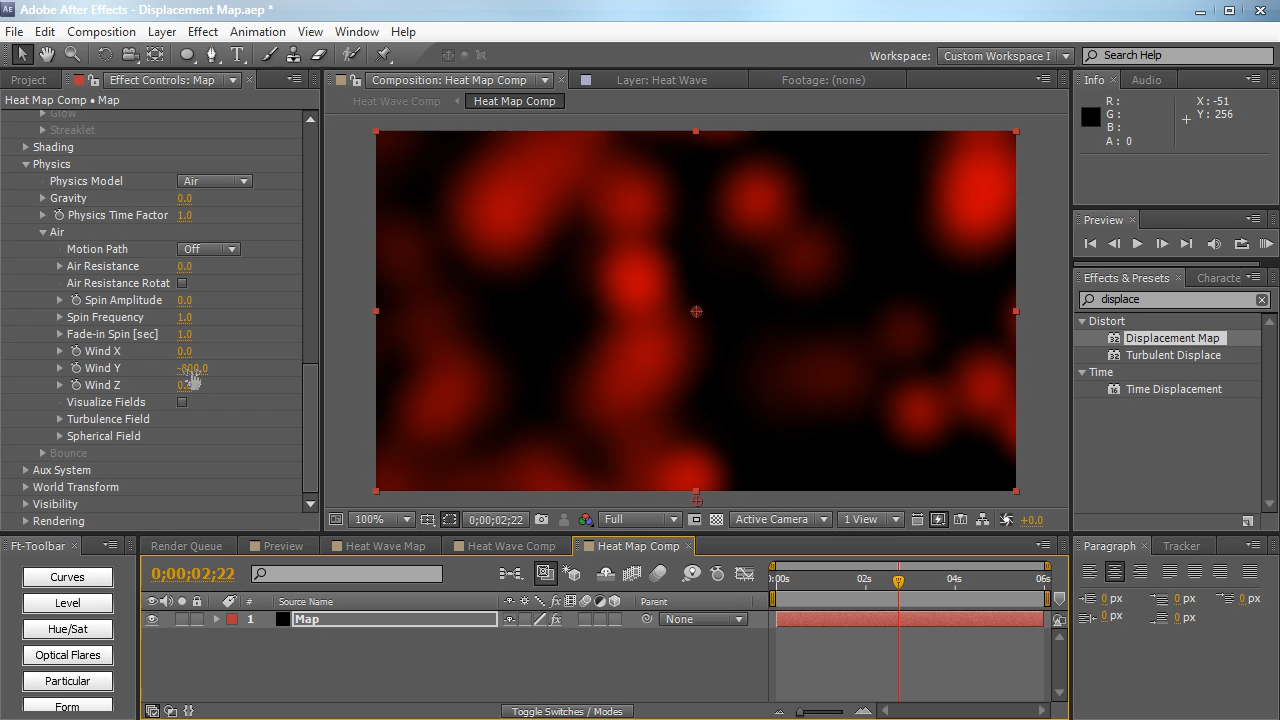 Adobe After Effects - Displacement Map.aep *
File Edit Composition Layer Effect Animation View Window Help
Workspace: Custom Workspace I Search Help
Project Effect Controls: Map Composition: Heat Map Comp Layer: Heat Wave Footage: (none) Info Audio
Heat Map Comp • Map Heat Wave Comp Heat Map Comp
R: X: -51
G: Y: 256
B:
A: 0
Glow
Streaklet
Shading
Physics
Physics Model Air
Gravity 0.0
Physics Time Factor 1.0
Air
Motion Path Off
Air Resistance 0.0
Air Resistance Rotat
Spin Amplitude 0.0
Spin Frequency 1.0
Fade-in Spin [sec] 1.0
Wind X 0.0
Wind Y -800.0
Wind Z
Visualize Fields
Turbulence Field
Spherical Field
Bounce
Aux System
World Transform
Visibility
Rendering
Preview
Effects & Presets Characte
displace
Distort
Displacement Map
Turbulent Displace
Time
Time Displacement
100% 0;00;02;22 Full Active Camera 1 View +0.0
Ft-Toolbar
Curves
Level
Hue/Sat
Optical Flares
Particular
Form
Render Queue Preview Heat Wave Map Heat Wave Comp Heat Map Comp
0;00;02;22 :00s 02s 04s 06s
# Source Name Parent
1 Map None
Toggle Switches / Modes
Paragraph Tracker
0 px 0 px 0 px
0 px 0 px